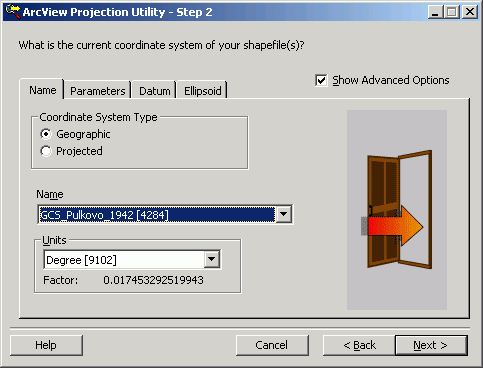 ArcView Projection Utility - Step 2
What is the current coordinate system of your shapefile(s)?
Show Advanced Options
Name Parameters Datum Ellipsoid
Coordinate System Type
Geographic
Projected
Name
GCS_Pulkovo_1942 [4284]
Units
Degree [9102]
Factor: 0.017453292519943
Help Cancel < Back Next >